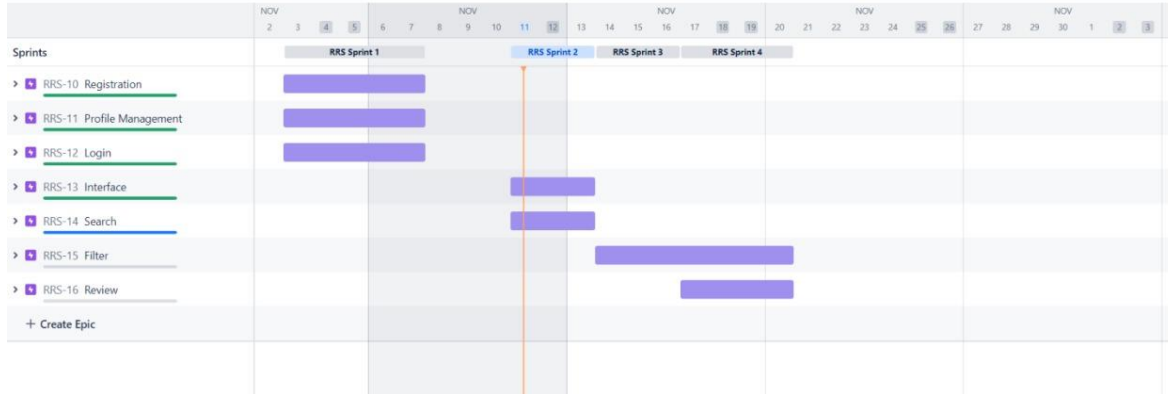 NOV NOV NOV NOV NOV
2 3 4 5 6 7 8 9 10 11 12 13 14 15 16 17 18 19 20 21 22 23 24 25 26 27 28 29 30 1 2 3
Sprints RRS Sprint 1 RRS Sprint 2 RRS Sprint 3 RRS Sprint 4
RRS-10 Registration
RRS-11 Profile Management
RRS-12 Login
RRS-13 Interface
RRS-14 Search
RRS-15 Filter
RRS-16 Review
+ Create Epic